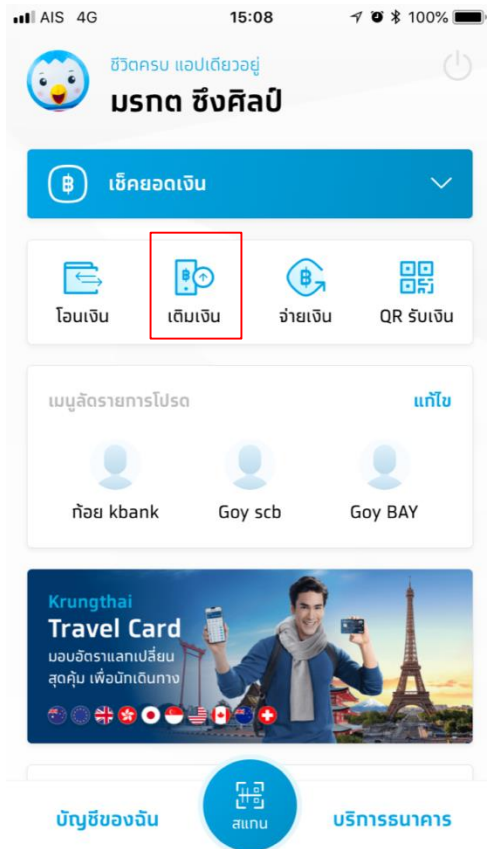 AIS 4G 15:08 100%
ชีวิตครบ แอปเดียวอยู่
มรกต ซึงศิลป์
เช็คยอดเงิน
โอนเงิน เติมเงิน จ่ายเงิน QR รับเงิน
เมนูลัดรายการโปรด แก้ไข
ก้อย kbank Goy scb Goy BAY
Krungthai
Travel Card
มอบอัตราแลกเปลี่ยน
สุดคุ้ม เพื่อนักเดินทาง
บัญชีของฉัน สแกน บริการธนาคาร